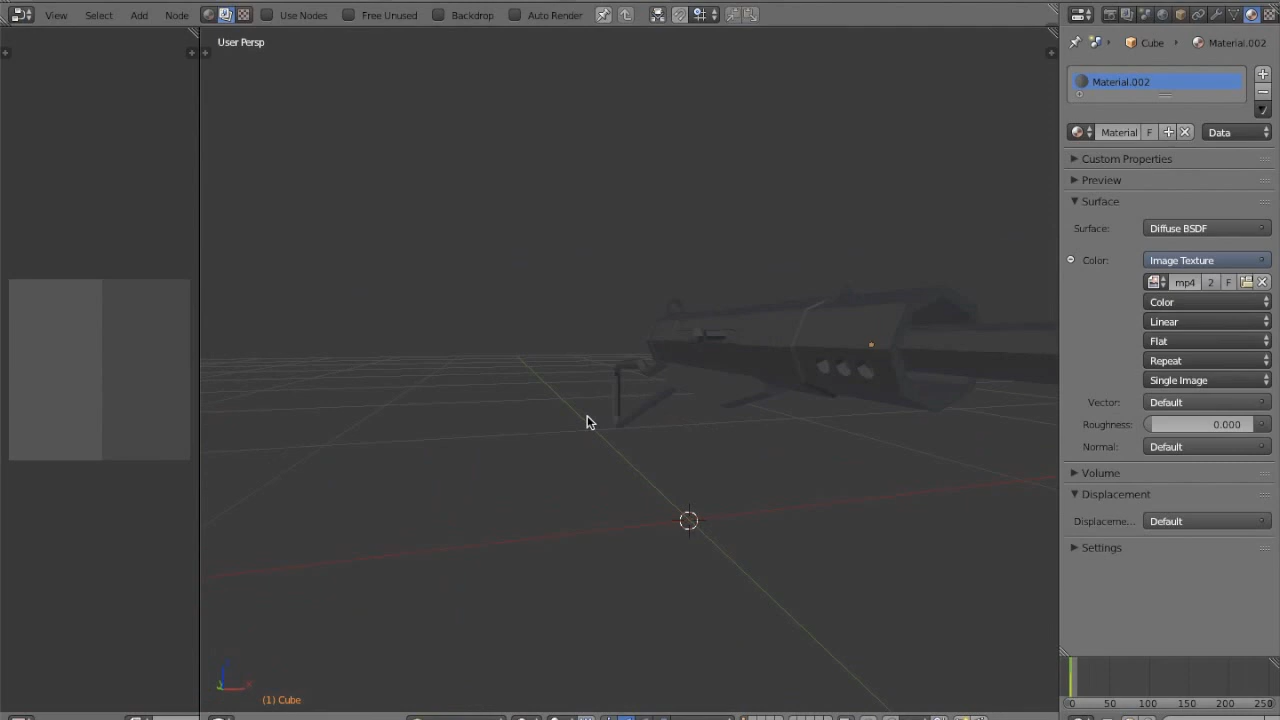 View Select Add Node Use Nodes Free Unused Backdrop Auto Render
User Persp
Cube Material.002
Material.002
Material F Data
Custom Properties
Preview
Surface
Surface: Diffuse BSDF
Color: Image Texture
mp4 2 F
Color
Linear
Flat
Repeat
Single Image
Vector: Default
Roughness: 0.000
Normal: Default
Volume
Displacement
Displaceme... Default
Settings
(1) Cube
0 50 100 150 200 250